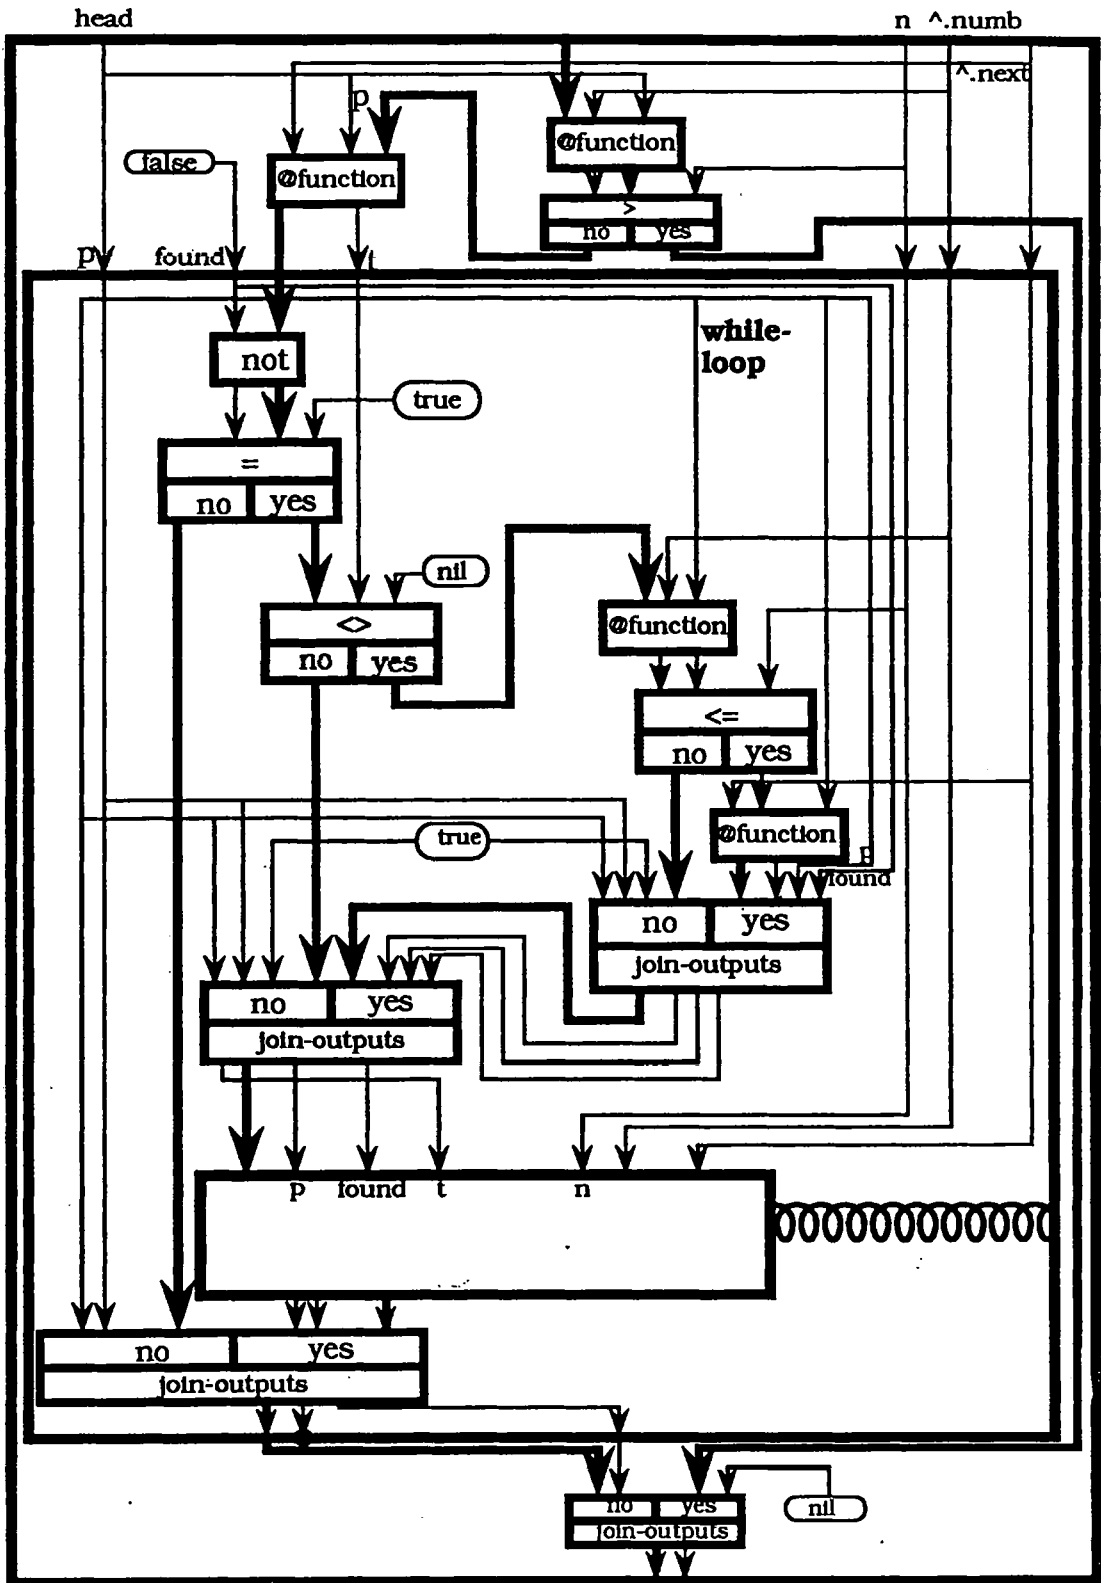 head n ^.numb
^.next
p
@function
false
@function
>
no yes
p found t
while-
loop
not
true
=
no yes
nil
<>
@function
no yes
<=
no yes
true
@function
p
found
no yes
join-outputs
no yes
join-outputs
p found t n
no yes
join-outputs
no yes
nil
join-outputs